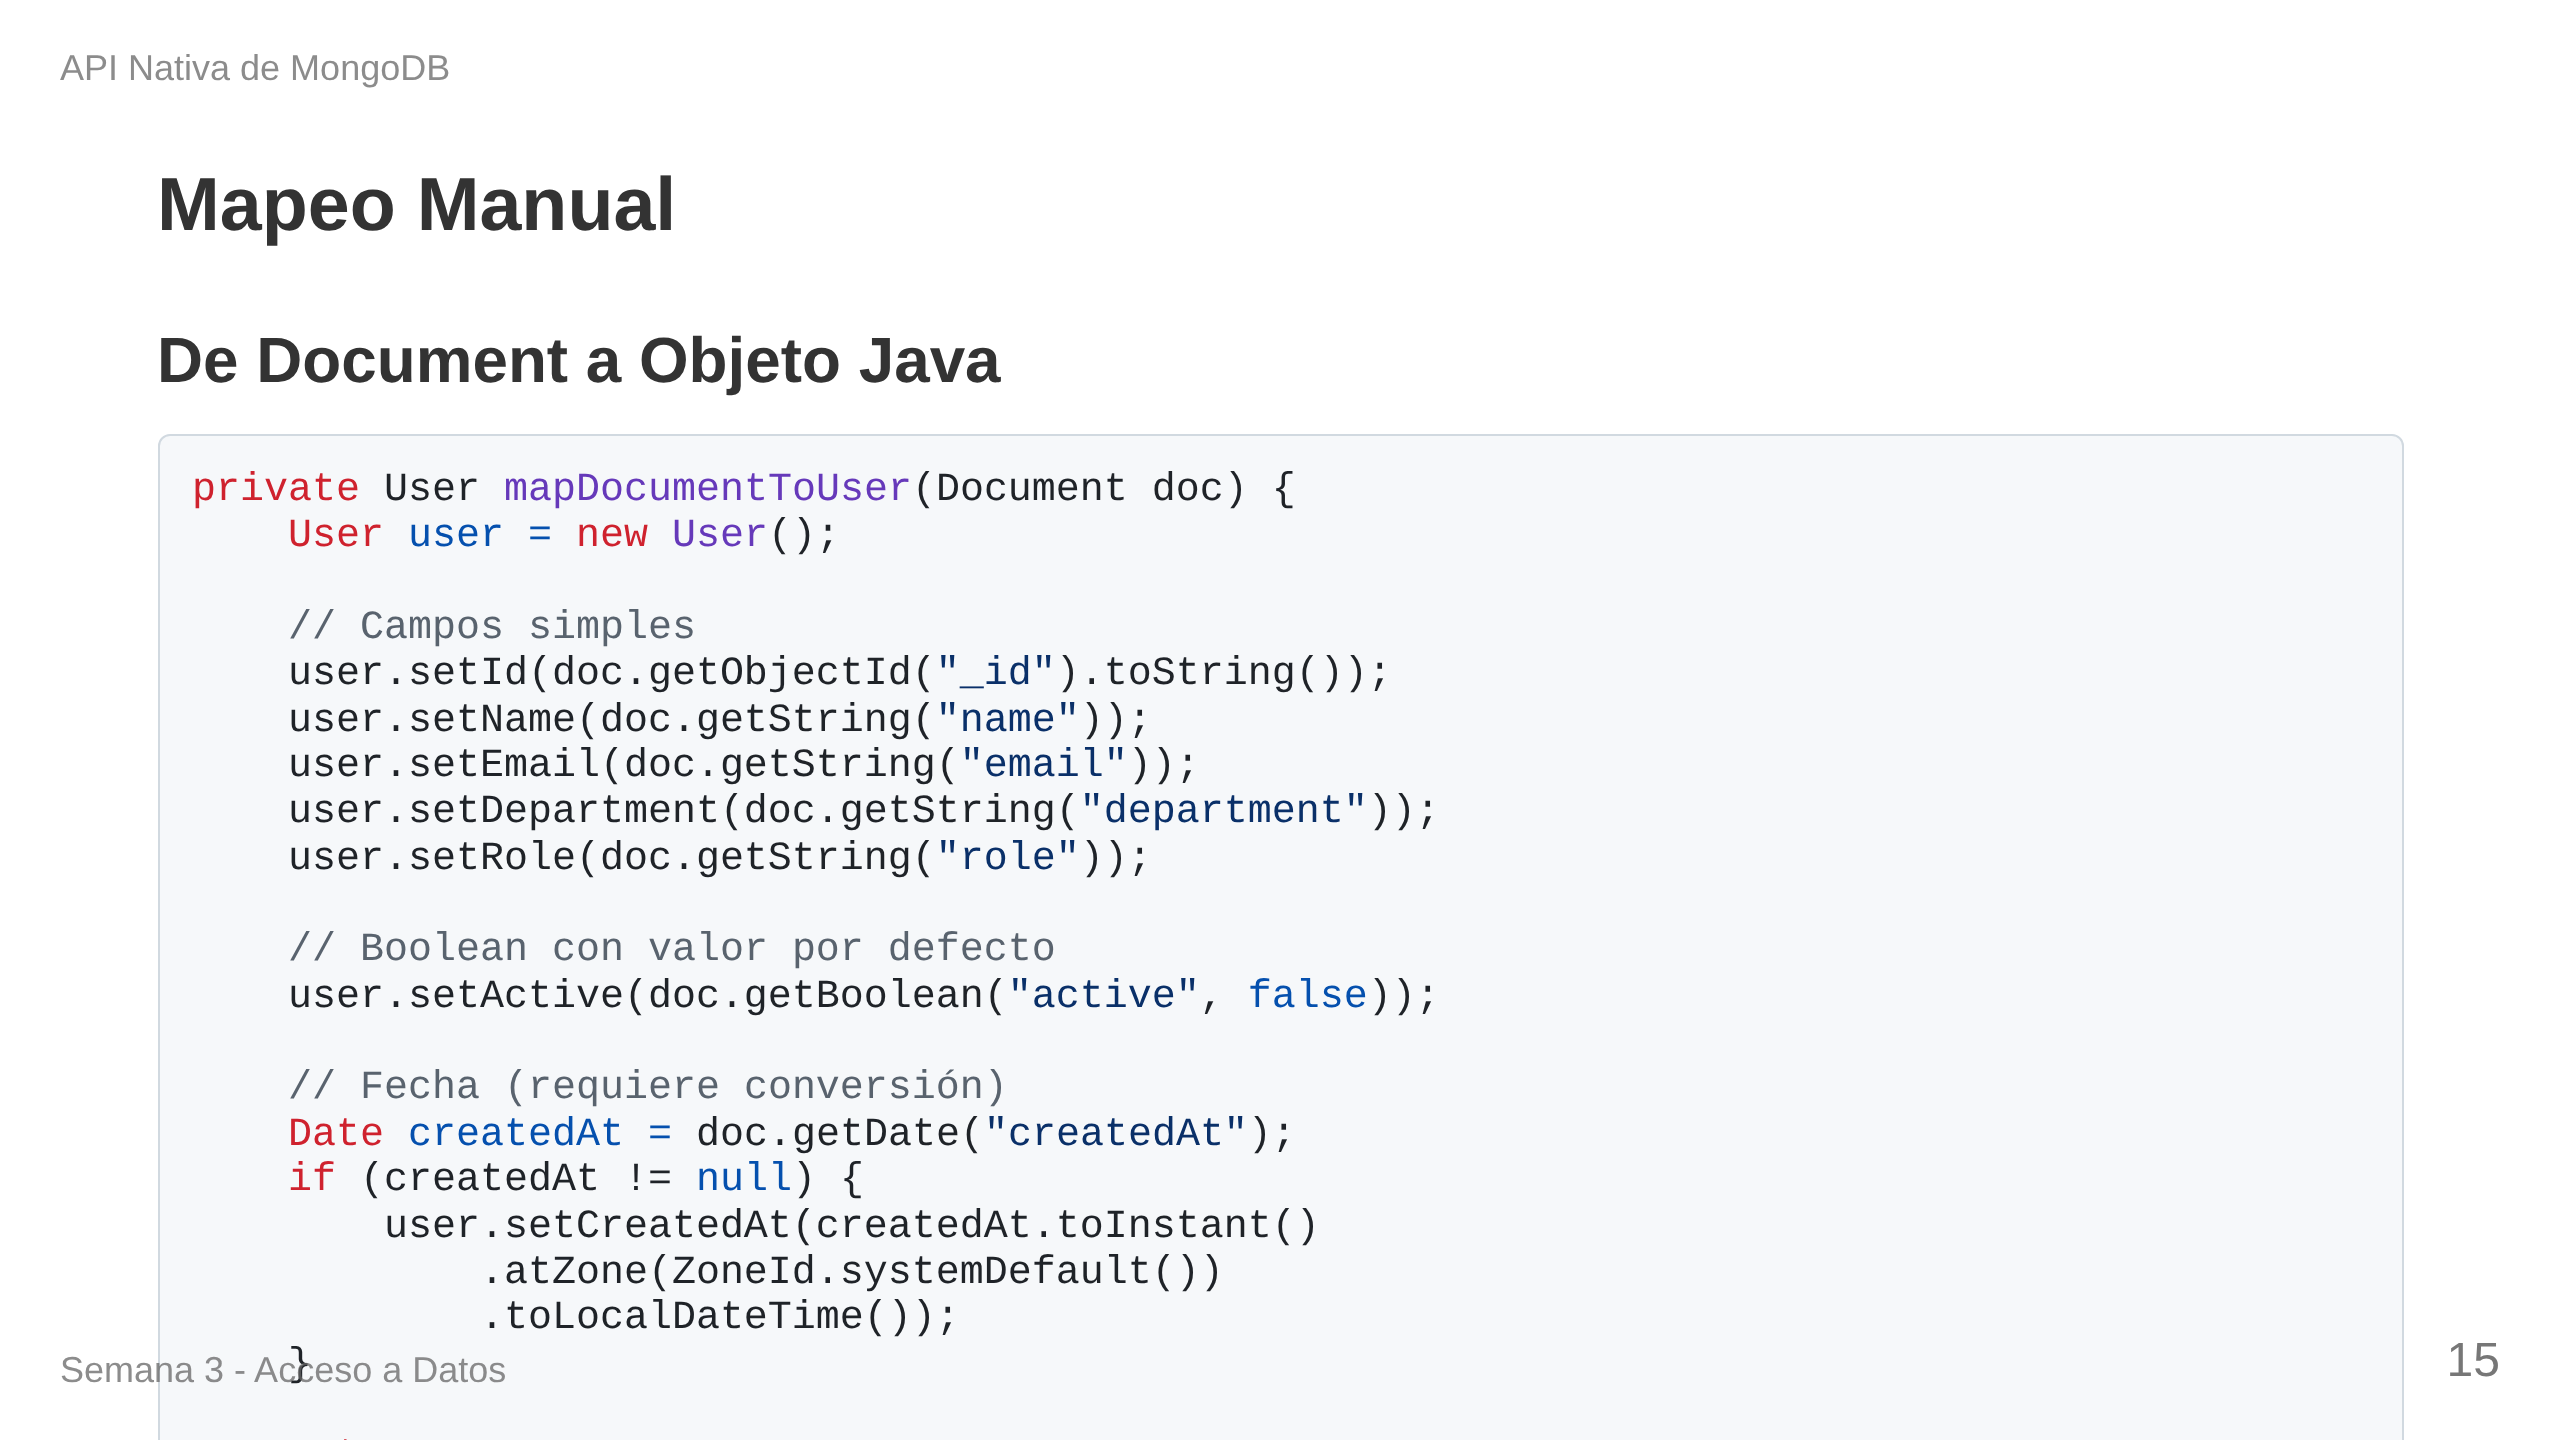 API Nativa de MongoDB
Mapeo Manual
De Document a Objeto Java
private User mapDocumentToUser(Document doc) {
    User user = new User();

    // Campos simples
    user.setId(doc.getObjectId("_id").toString());
    user.setName(doc.getString("name"));
    user.setEmail(doc.getString("email"));
    user.setDepartment(doc.getString("department"));
    user.setRole(doc.getString("role"));

    // Boolean con valor por defecto
    user.setActive(doc.getBoolean("active", false));

    // Fecha (requiere conversión)
    Date createdAt = doc.getDate("createdAt");
    if (createdAt != null) {
        user.setCreatedAt(createdAt.toInstant()
            .atZone(ZoneId.systemDefault())
            .toLocalDateTime());
    }
Semana 3 - Acceso a Datos
15